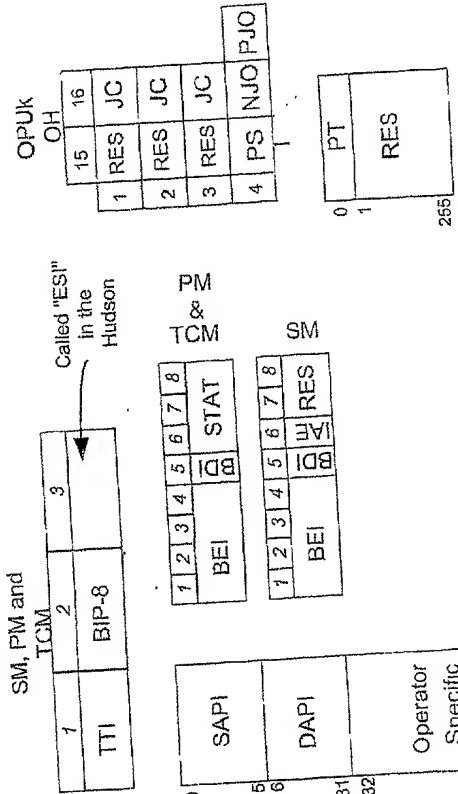 SM, PM and
TCM
1 2 3
TTI BIP-8
Called "ESI"
in the
Hudson
OPUk
OH
15 16
1 RES JC
2 RES JC
3 RES JC
4 PS NJO PJO
PM
&
TCM
1 2 3 4 5 6 7 8
BEI BDI STAT
SM
1 2 3 4 5 6 7 8
BEI BDI IAE RES
SAPI
DAPI
31
32
Operator
Specific
0 PT
1 RES
255